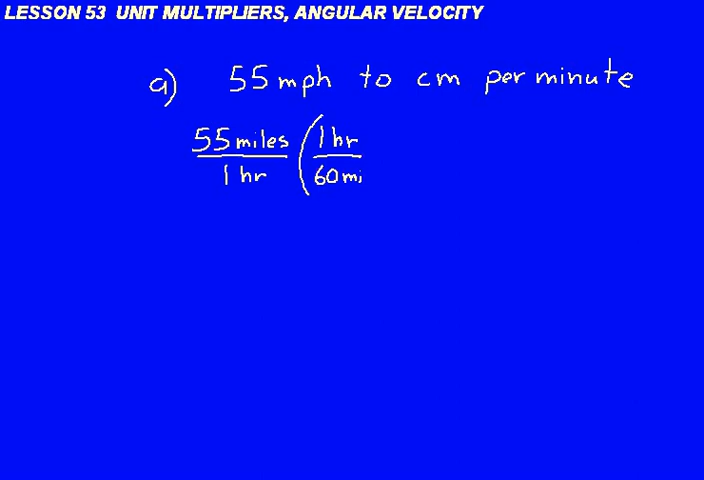 LESSON 53 UNIT MULTIPLIERS, ANGULAR VELOCITY
a) 55 mph to cm per minute
55 miles ( 1 hr
1 hr 60 mi